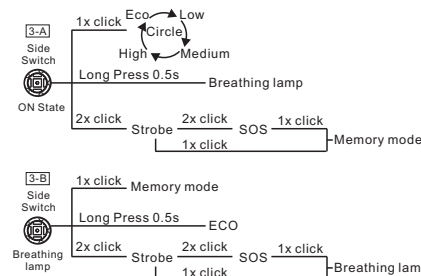 3-A
Side
Switch
ON State
1x click
Eco
Low
Circle
High
Medium
Long Press 0.5s
Breathing lamp
2x click
Strobe
2x click
SOS
1x click
1x click
Memory mode
3-B
Side
Switch
Breathing
lamp
1x click
Memory mode
Long Press 0.5s
ECO
2x click
Strobe
2x click
SOS
1x click
1x click
Breathing lam